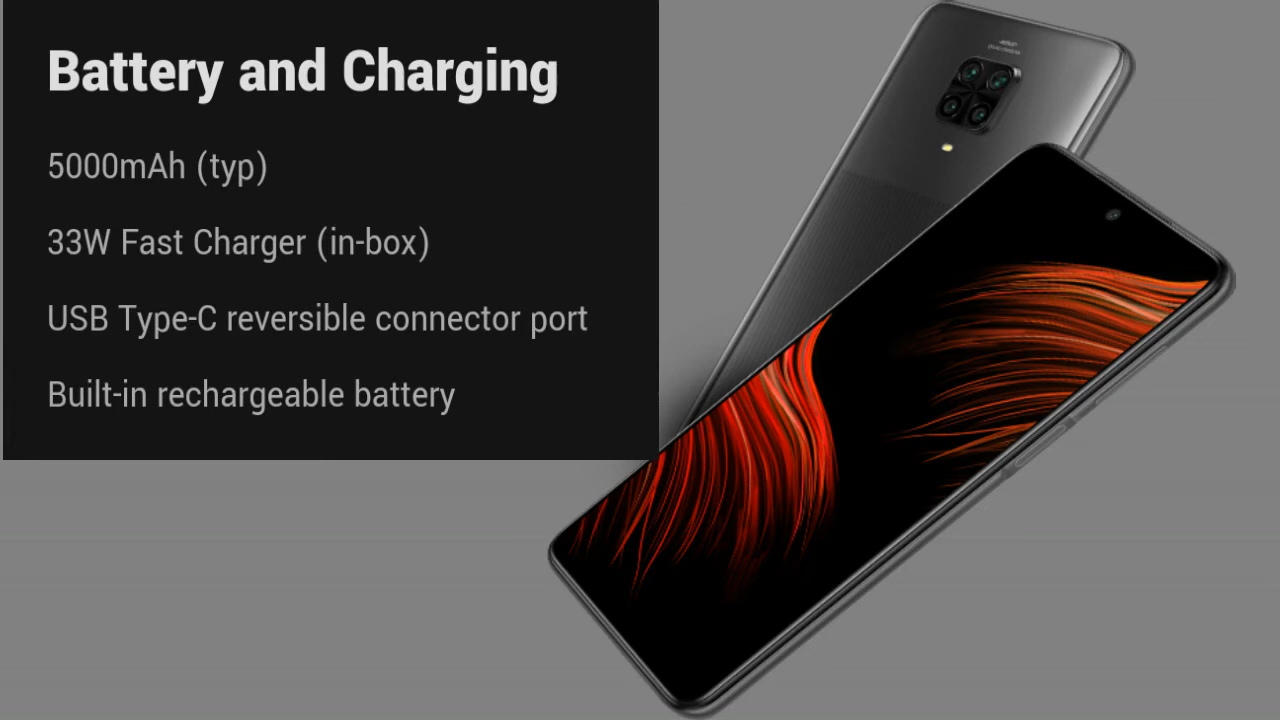 Battery and Charging
5000mAh (typ)
33W Fast Charger (in-box)
USB Type-C reversible connector port
Built-in rechargeable battery